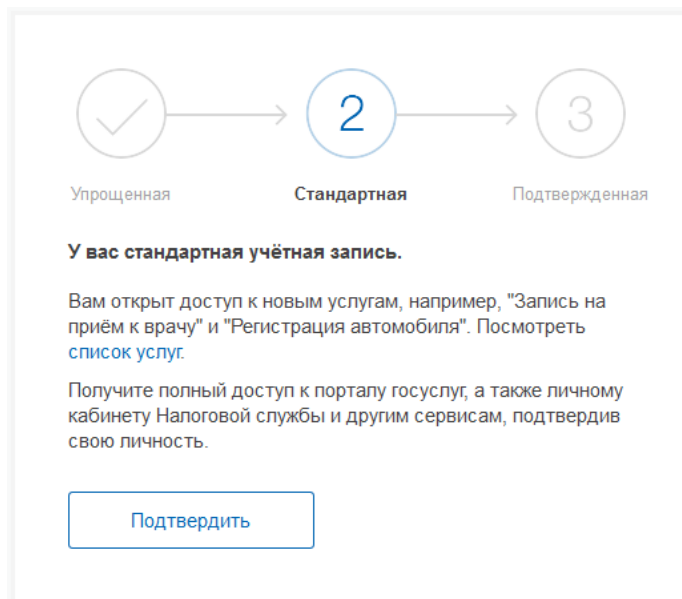 2
3
Упрощенная
Стандартная
Подтвержденная
У вас стандартная учётная запись.
Вам открыт доступ к новым услугам, например, "Запись на
приём к врачу" и "Регистрация автомобиля". Посмотреть
список услуг.
Получите полный доступ к порталу госуслуг, а также личному
кабинету Налоговой службы и другим сервисам, подтвердив
свою личность.
Подтвердить